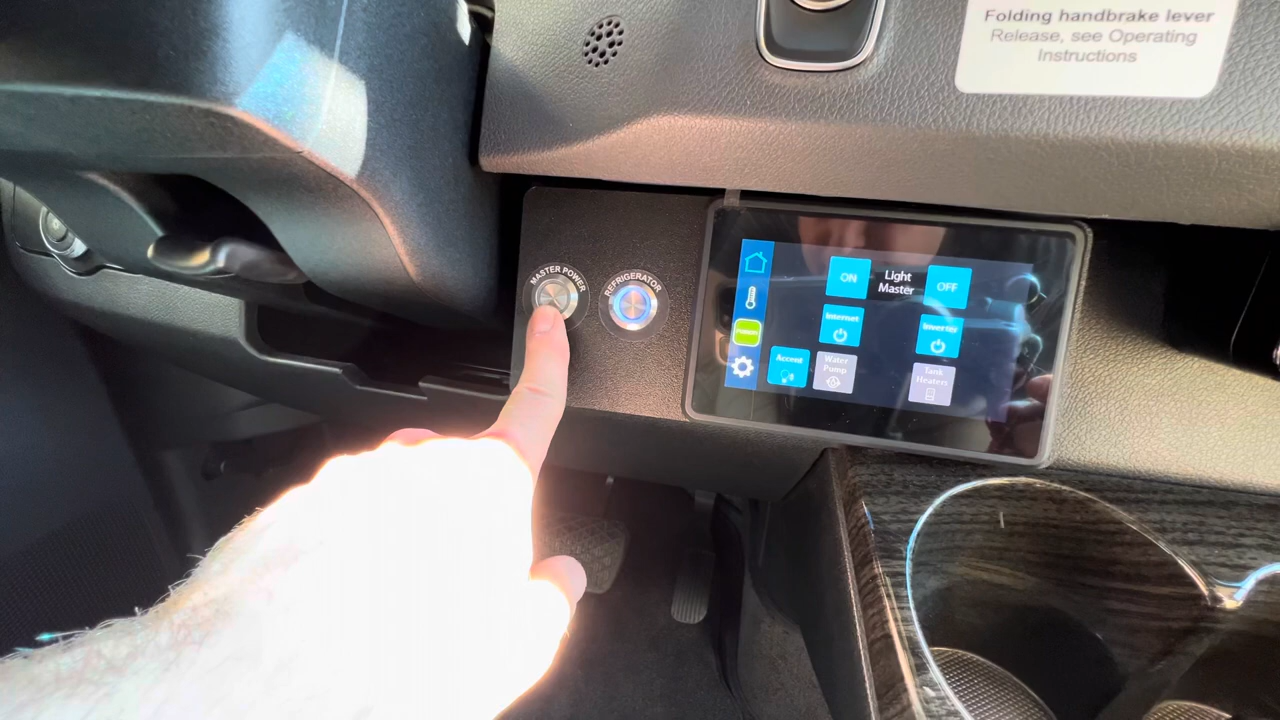 Folding handbrake lever
Release, see Operating
Instructions
MASTER POWER
REFRIGERATOR
ON
Light
Master
OFF
Internet
Inverter
Accent
Water
Pump
Tank
Heaters